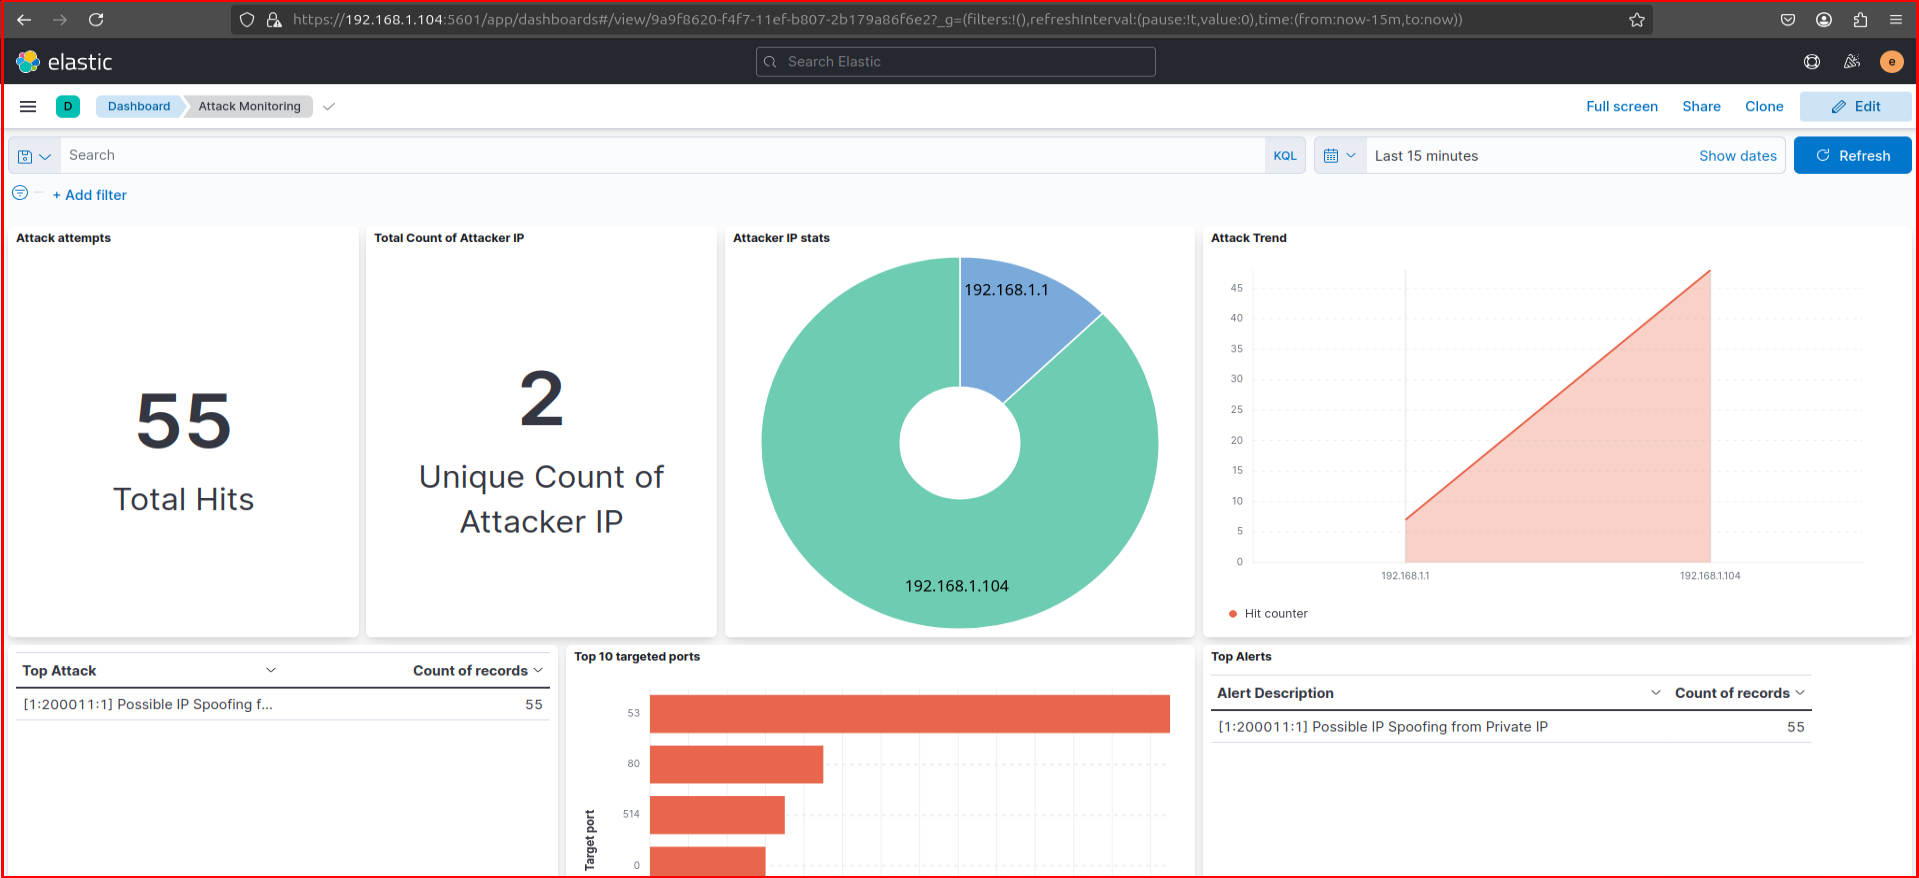 https://192.168.1.104:5601/app/dashboards#/view/9a9f8620-f4f7-11ef-b807-2b179a86f6e2?_g=(filters:!(),refreshInterval:(pause:!t,value:0),time:(from:now-15m,to:now))
elastic
Search Elastic
e
D
Dashboard
Attack Monitoring
Full screen
Share
Clone
Edit
Search
KQL
Last 15 minutes
Show dates
Refresh
+ Add filter
Attack attempts
55
Total Hits
Total Count of Attacker IP
2
Unique Count of
Attacker IP
Attacker IP stats
192.168.1.1
192.168.1.104
Attack Trend
45
40
35
30
25
20
15
10
5
0
192.168.1.1
192.168.1.104
Hit counter
Top Attack
Count of records
[1:200011:1] Possible IP Spoofing f...
55
Top 10 targeted ports
53
80
514
0
Target port
Top Alerts
Alert Description
Count of records
[1:200011:1] Possible IP Spoofing from Private IP
55